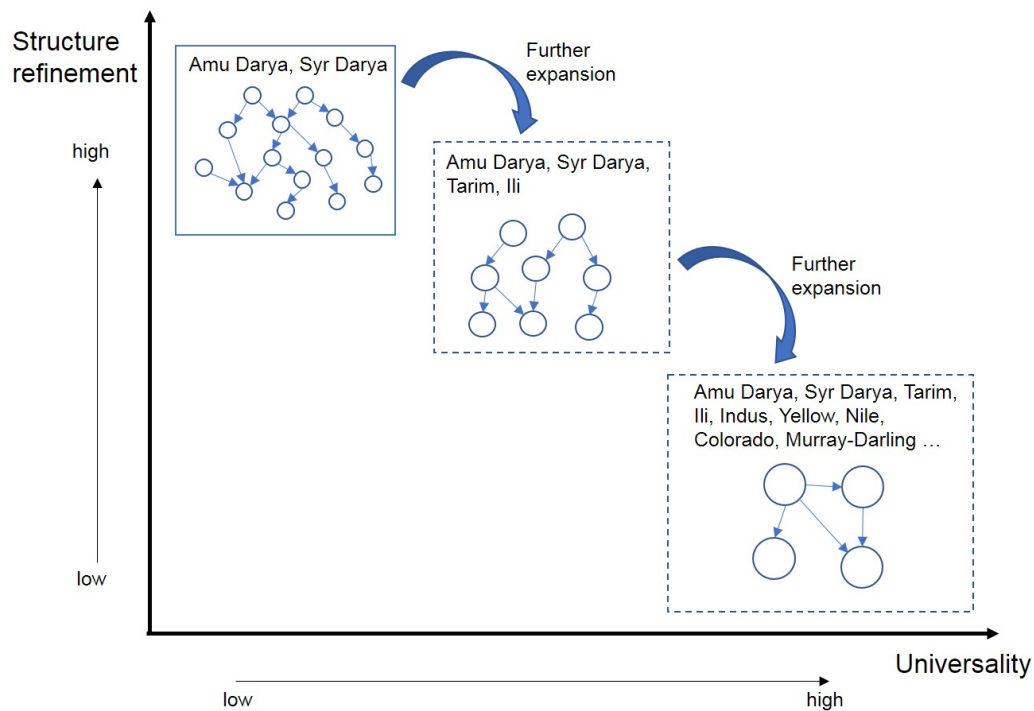 Structure
refinement
high
low
Amu Darya, Syr Darya
Further
expansion
Amu Darya, Syr Darya,
Tarim, Ili
Further
expansion
Amu Darya, Syr Darya, Tarim,
Ili, Indus, Yellow, Nile,
Colorado, Murray-Darling …
Universality
low
high